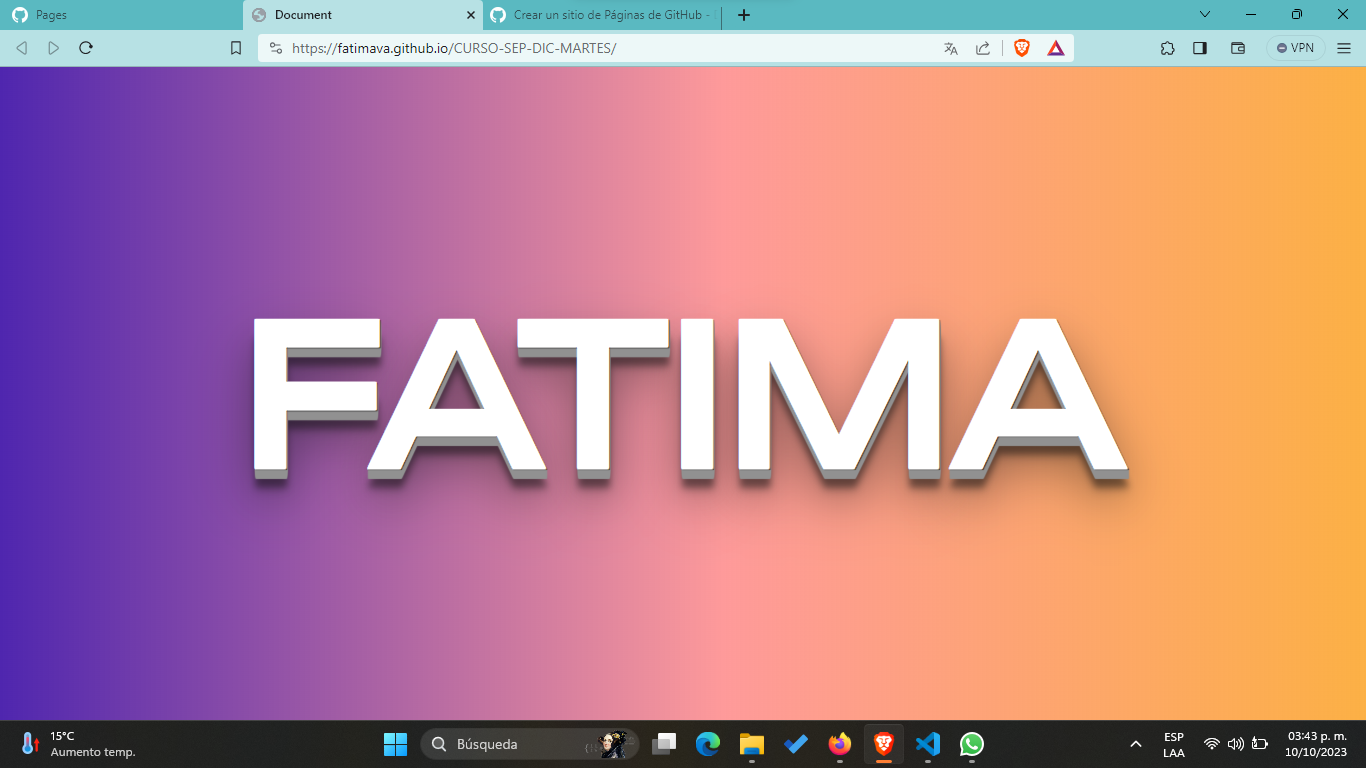 Pages
Document
Crear un sitio de Páginas de GitHub -
https://fatimava.github.io/CURSO-SEP-DIC-MARTES/
VPN
FATIMA
15°C
Aumento temp.
Búsqueda
ESP
LAA
03:43 p. m.
10/10/2023